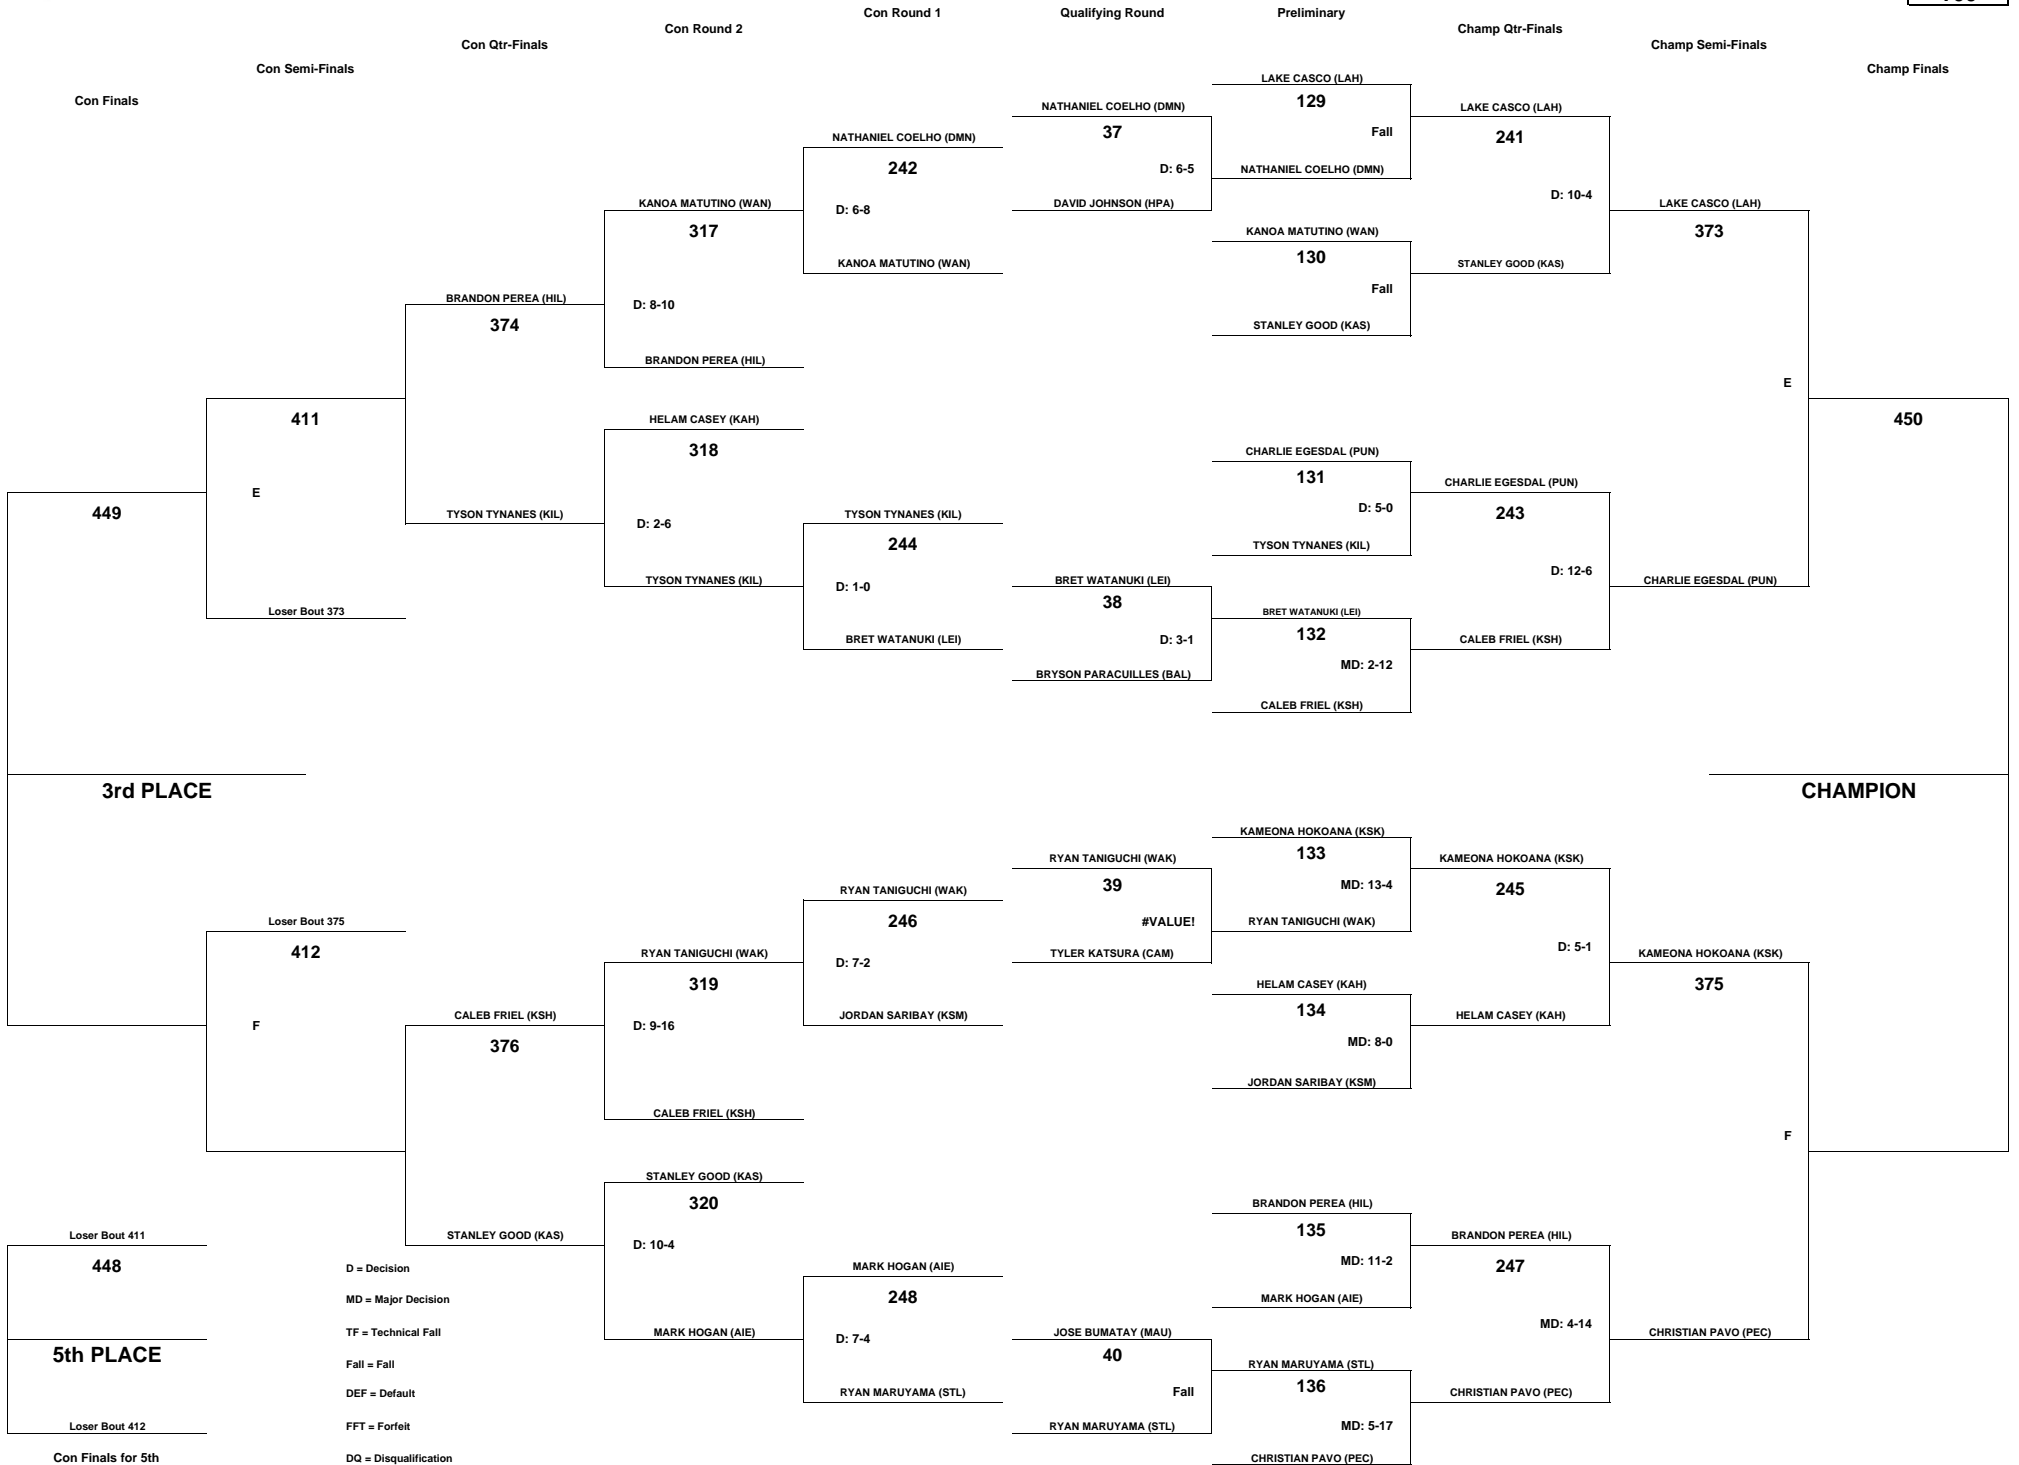 Con Round 1
Qualifying Round
Preliminary
Con Round 2
Champ Qtr-Finals
Con Qtr-Finals
Champ Semi-Finals
Con Semi-Finals
Champ Finals
Con Finals
LAKE CASCO (LAH)
129
Fall
NATHANIEL COELHO (DMN)
NATHANIEL COELHO (DMN)
37
D: 6-5
DAVID JOHNSON (HPA)
LAKE CASCO (LAH)
241
D: 10-4
STANLEY GOOD (KAS)
NATHANIEL COELHO (DMN)
242
D: 6-8
KANOA MATUTINO (WAN)
KANOA MATUTINO (WAN)
130
Fall
STANLEY GOOD (KAS)
LAKE CASCO (LAH)
373
E
CHARLIE EGESDAL (PUN)
KANOA MATUTINO (WAN)
317
D: 8-10
BRANDON PEREA (HIL)
BRANDON PEREA (HIL)
374
TYSON TYNANES (KIL)
411
E
Loser Bout 373
HELAM CASEY (KAH)
318
D: 2-6
TYSON TYNANES (KIL)
450
449
CHARLIE EGESDAL (PUN)
131
D: 5-0
TYSON TYNANES (KIL)
CHARLIE EGESDAL (PUN)
243
D: 12-6
CALEB FRIEL (KSH)
TYSON TYNANES (KIL)
244
D: 1-0
BRET WATANUKI (LEI)
BRET WATANUKI (LEI)
38
D: 3-1
BRYSON PARACUILLES (BAL)
BRET WATANUKI (LEI)
132
MD: 2-12
CALEB FRIEL (KSH)
3rd PLACE
CHAMPION
KAMEONA HOKOANA (KSK)
133
MD: 13-4
RYAN TANIGUCHI (WAK)
RYAN TANIGUCHI (WAK)
39
#VALUE!
TYLER KATSURA (CAM)
KAMEONA HOKOANA (KSK)
245
D: 5-1
HELAM CASEY (KAH)
RYAN TANIGUCHI (WAK)
246
D: 7-2
JORDAN SARIBAY (KSM)
Loser Bout 375
412
F
RYAN TANIGUCHI (WAK)
319
D: 9-16
CALEB FRIEL (KSH)
HELAM CASEY (KAH)
134
MD: 8-0
JORDAN SARIBAY (KSM)
KAMEONA HOKOANA (KSK)
375
F
CHRISTIAN PAVO (PEC)
CALEB FRIEL (KSH)
376
STANLEY GOOD (KAS)
STANLEY GOOD (KAS)
320
D: 10-4
MARK HOGAN (AIE)
BRANDON PEREA (HIL)
135
MD: 11-2
MARK HOGAN (AIE)
BRANDON PEREA (HIL)
247
MD: 4-14
CHRISTIAN PAVO (PEC)
MARK HOGAN (AIE)
248
D: 7-4
RYAN MARUYAMA (STL)
JOSE BUMATAY (MAU)
40
Fall
RYAN MARUYAMA (STL)
RYAN MARUYAMA (STL)
136
MD: 5-17
CHRISTIAN PAVO (PEC)
Loser Bout 411
448
5th PLACE
Loser Bout 412
Con Finals for 5th
D = Decision
MD = Major Decision
TF = Technical Fall
Fall = Fall
DEF = Default
FFT = Forfeit
DQ = Disqualification